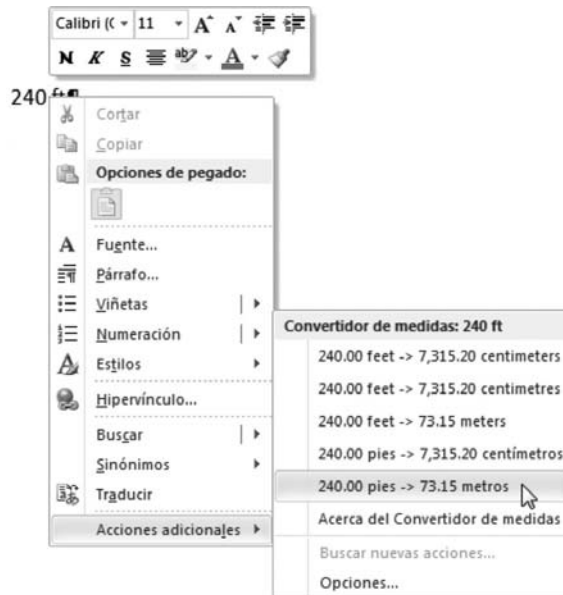 Calibri (C 11 A A
N K S ab A
240 ft¶
Cortar
Copiar
Opciones de pegado:
Fuente...
Párrafo...
Viñetas
Numeración
Estilos
Hipervínculo...
Buscar
Sinónimos
Traducir
Acciones adicionales
Convertidor de medidas: 240 ft
240.00 feet -> 7,315.20 centimeters
240.00 feet -> 7,315.20 centimetres
240.00 feet -> 73.15 meters
240.00 pies -> 7,315.20 centímetros
240.00 pies -> 73.15 metros
Acerca del Convertidor de medidas
Buscar nuevas acciones...
Opciones...